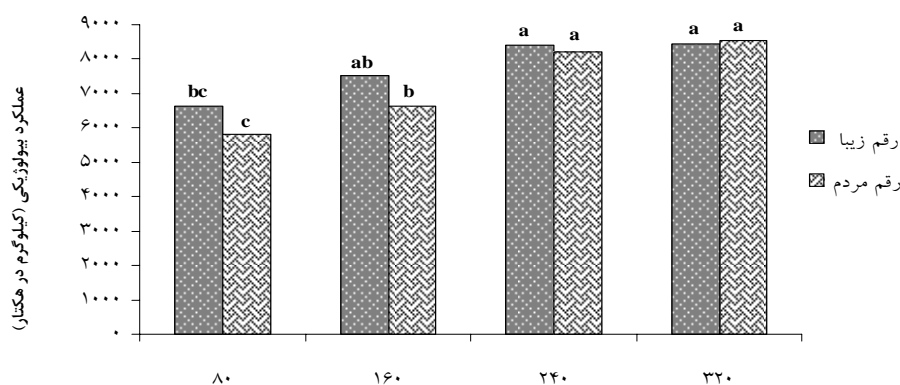 ۹۰۰۰
۸۰۰۰
۷۰۰۰
۶۰۰۰
۵۰۰۰
۴۰۰۰
۳۰۰۰
۲۰۰۰
۱۰۰۰
۰
عملکرد بیولوژیکی (کیلوگرم در هکتار)
bc
c
ab
b
a
a
a
a
۸۰
۱۶۰
۲۴۰
۳۲۰
رقم زیبا
رقم مردم